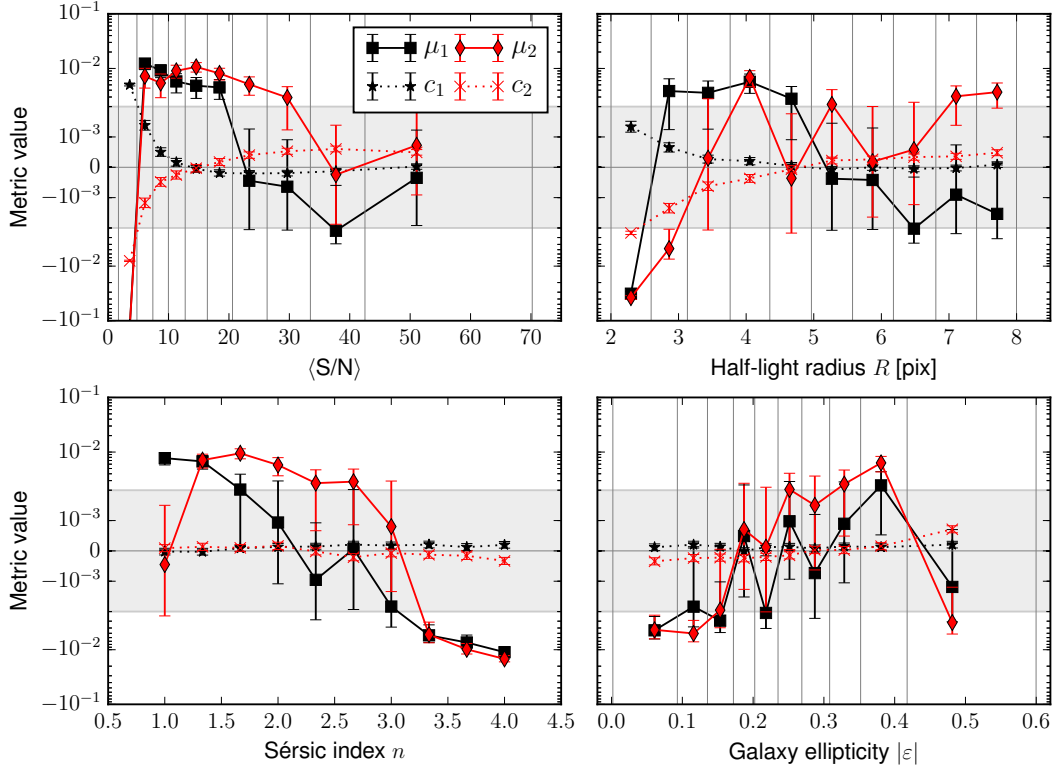 10⁻¹
10⁻²
10⁻³
0
−10⁻³
−10⁻²
−10⁻¹
Metric value
μ₁ μ₂
c₁ c₂
0 10 20 30 40 50 60 70
⟨S/N⟩
2 3 4 5 6 7 8
Half-light radius R [pix]
10⁻¹
10⁻²
10⁻³
0
−10⁻³
−10⁻²
−10⁻¹
Metric value
0.5 1.0 1.5 2.0 2.5 3.0 3.5 4.0 4.5
Sérsic index n
0.0 0.1 0.2 0.3 0.4 0.5 0.6
Galaxy ellipticity |ε|